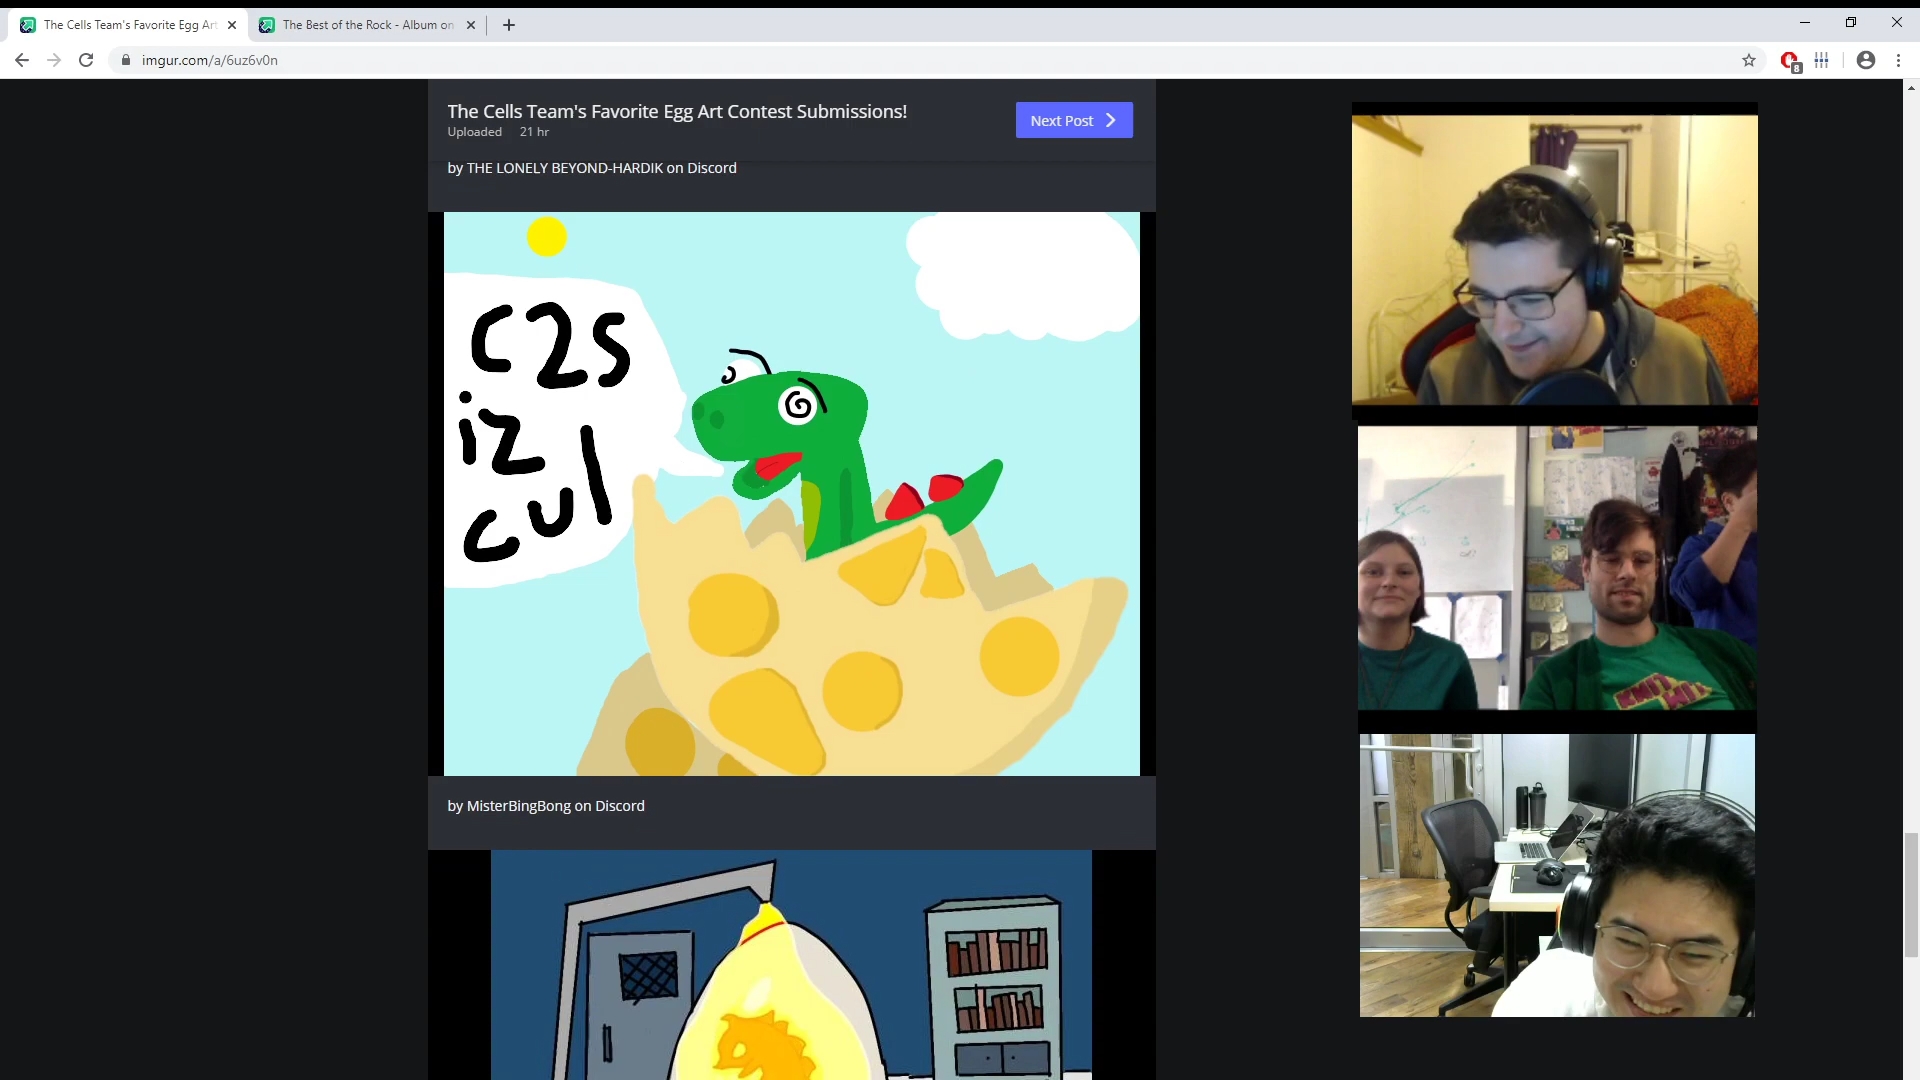 The Cells Team's Favorite Egg Art
The Best of the Rock - Album on
imgur.com/a/6uz6v0n
8
The Cells Team's Favorite Egg Art Contest Submissions!
Uploaded 21 hr
Next Post
by THE LONELY BEYOND-HARDIK on Discord
c2s
iz
cul
by MisterBingBong on Discord